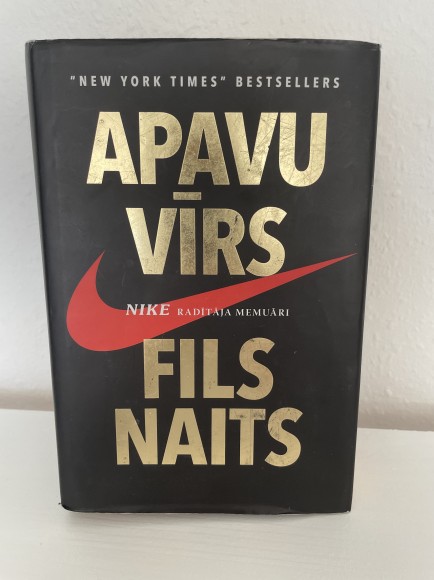 "NEW YORK TIMES" BESTSELLERS
APAVU
VĪRS
NIKE RADĪTĀJA MEMUĀRI
FILS
NAITS